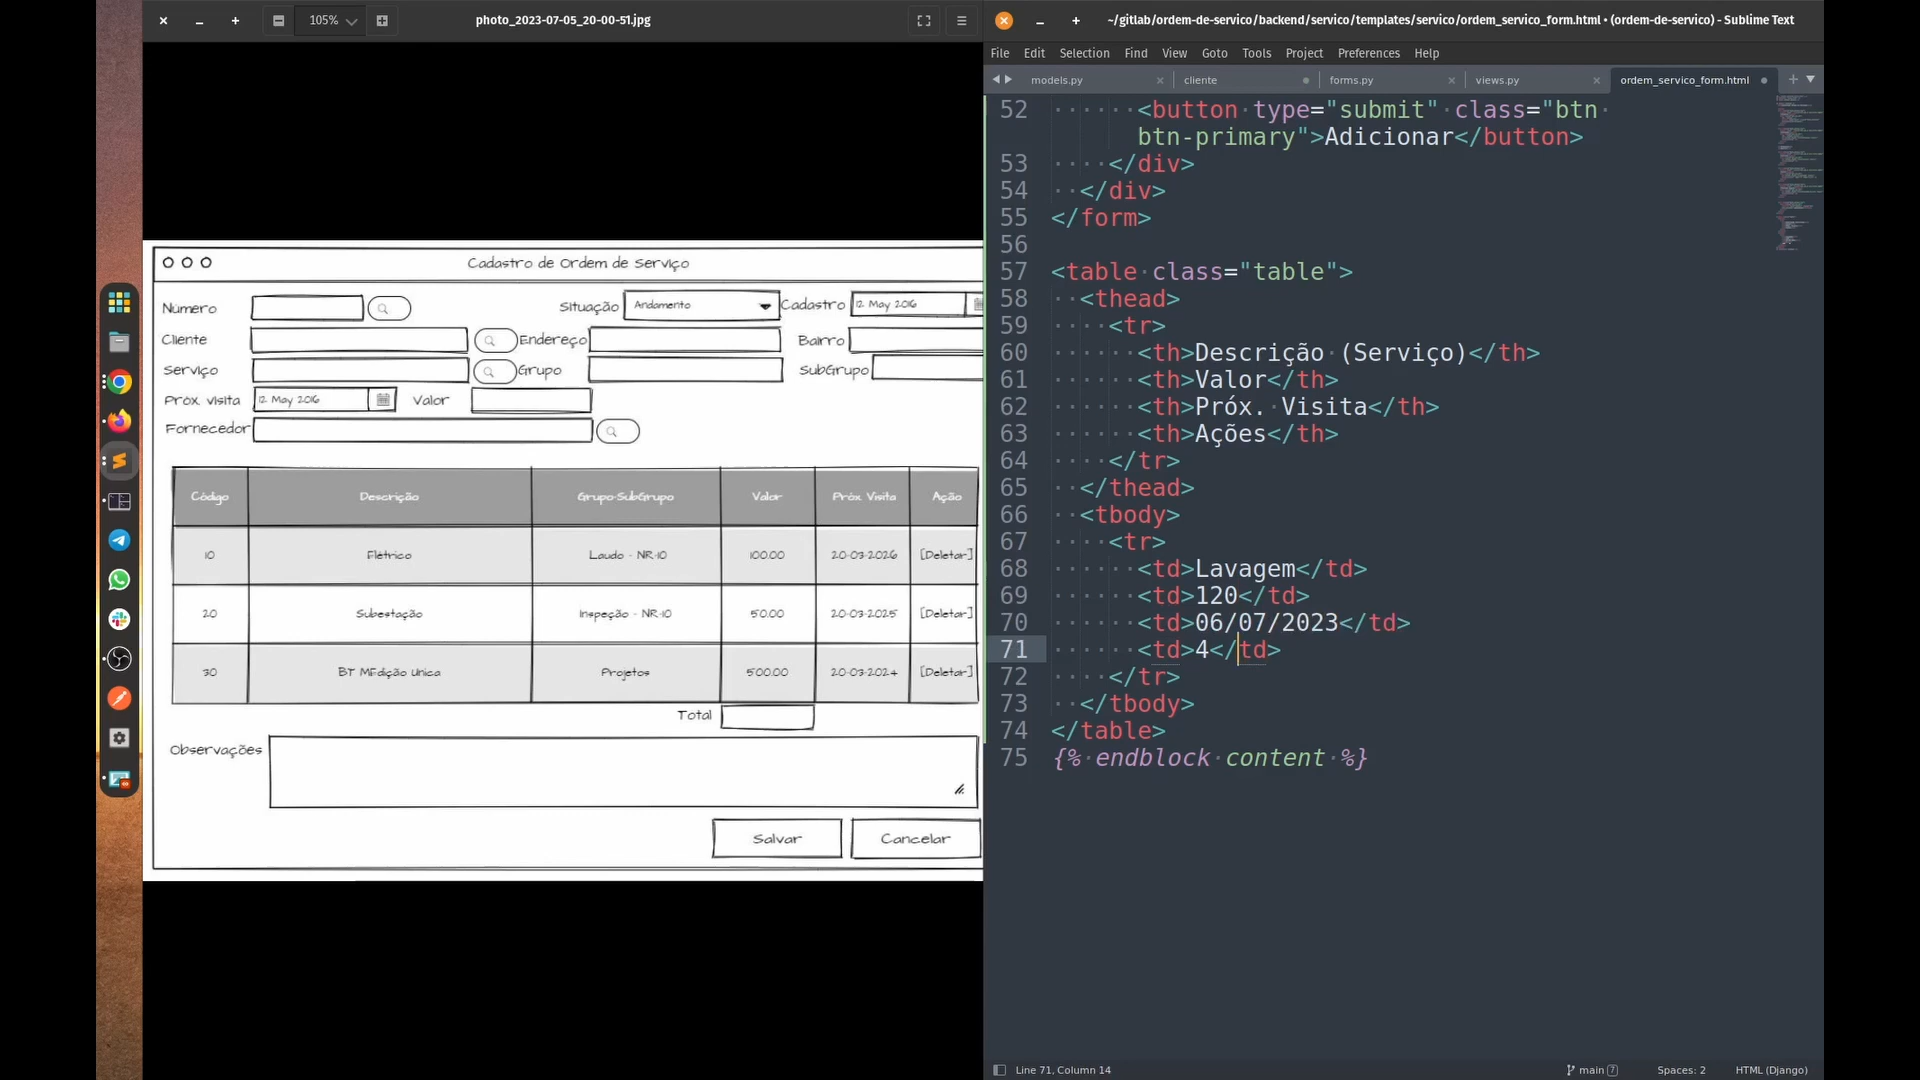 105%
photo_2023-07-05_20-00-51.jpg
Cadastro de Ordem de Serviço
Número
Situação
Andamento
Cadastro
12 May 2016
Cliente
Endereço
Bairro
Serviço
Grupo
SubGrupo
Próx. visita
12 May 2016
Valor
Fornecedor
Código Descrição Grupo-SubGrupo Valor Próx Visita Ação
10 Elétrico Laudo - NR-10 100.00 20-03-2026 [Deletar]
20 Subestação Inspeção - NR-10 50.00 20-03-2025 [Deletar]
30 BT MEdição Unica Projetos 500.00 20-03-2024 [Deletar]
Total
Observações
Salvar
Cancelar
~/gitlab/ordem-de-servico/backend/servico/templates/servico/ordem_servico_form.html • (ordem-de-servico) - Sublime Text
File Edit Selection Find View Goto Tools Project Preferences Help
models.py
cliente
forms.py
views.py
ordem_servico_form.html
52 <button type="submit" class="btn
btn-primary">Adicionar</button>
53 </div>
54 </div>
55 </form>
56
57 <table class="table">
58 <thead>
59 <tr>
60 <th>Descrição (Serviço)</th>
61 <th>Valor</th>
62 <th>Próx. Visita</th>
63 <th>Ações</th>
64 </tr>
65 </thead>
66 <tbody>
67 <tr>
68 <td>Lavagem</td>
69 <td>120</td>
70 <td>06/07/2023</td>
71 <td>4</td>
72 </tr>
73 </tbody>
74 </table>
75 {% endblock content %}
Line 71, Column 14
main 7
Spaces: 2
HTML (Django)